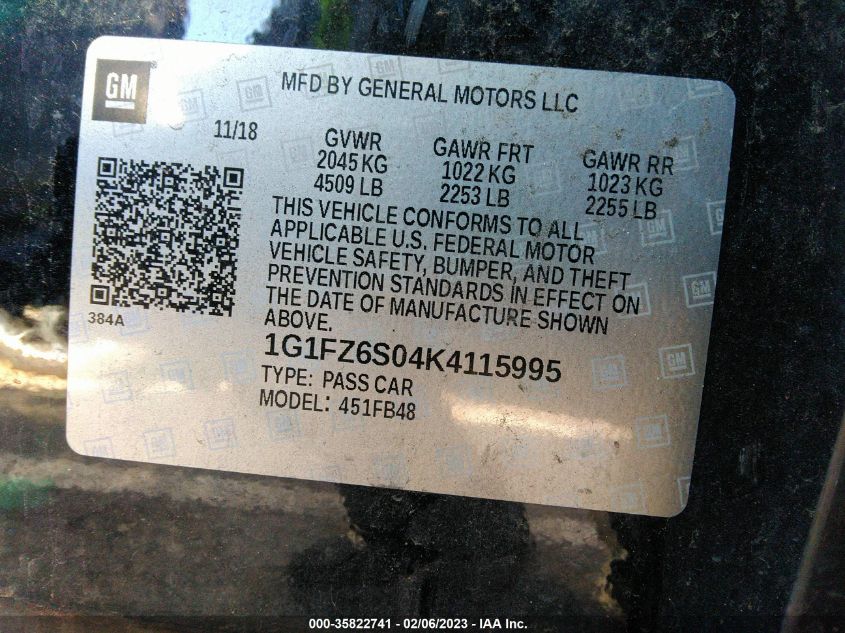 GM
MFD BY GENERAL MOTORS LLC
11/18
GVWR
2045 KG
4509 LB
GAWR FRT
1022 KG
2253 LB
GAWR RR
1023 KG
2255 LB
THIS VEHICLE CONFORMS TO ALL
APPLICABLE U.S. FEDERAL MOTOR
VEHICLE SAFETY, BUMPER, AND THEFT
PREVENTION STANDARDS IN EFFECT ON
THE DATE OF MANUFACTURE SHOWN
ABOVE.
384A
1G1FZ6S04K4115995
TYPE: PASS CAR
MODEL: 451FB48
000-35822741 - 02/06/2023 - IAA Inc.